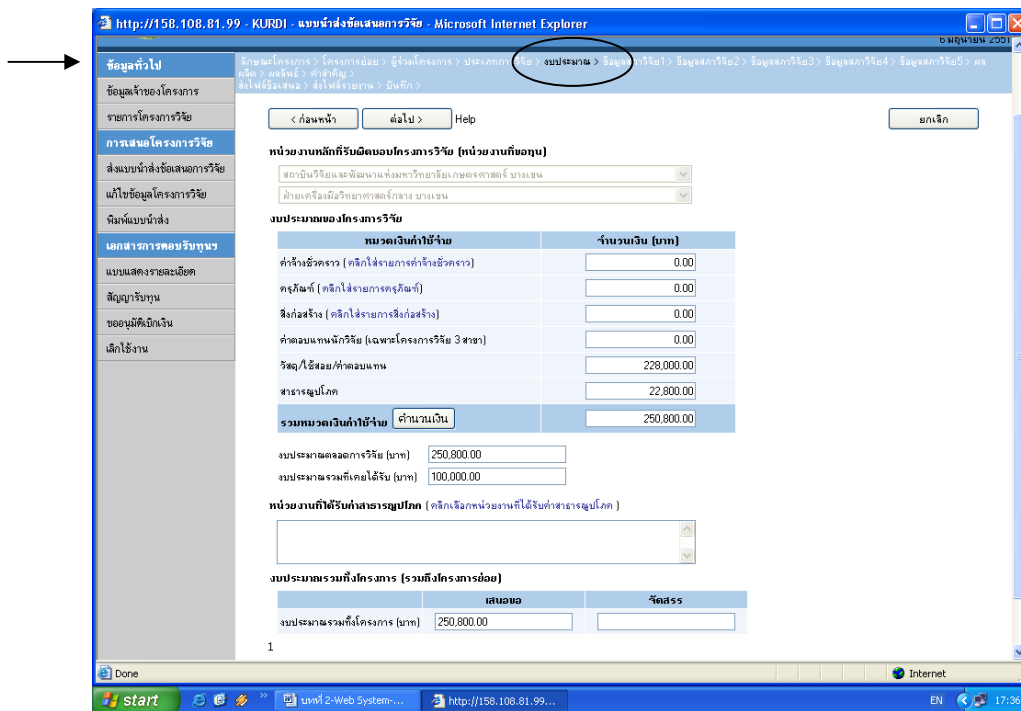 http://158.108.81.99 - KURDI - แบบนำส่งข้อเสนอการวิจัย - Microsoft Internet Explorer
6 มิถุนายน 2551
ข้อมูลทั่วไป
ข้อมูลเจ้าของโครงการ
รายการโครงการวิจัย
การเสนอโครงการวิจัย
ส่งแบบนำส่งข้อเสนอการวิจัย
แก้ไขข้อมูลโครงการวิจัย
พิมพ์แบบนำส่ง
เอกสารการตอบรับทุนฯ
แบบแสดงรายละเอียด
สัญญารับทุน
ขออนุมัติเบิกเงิน
เลิกใช้งาน
ลักษณะโครงการ > โครงการย่อย > ผู้ร่วมโครงการ > ประเภทการวิจัย > งบประมาณ > ข้อมูลสภาวิจัย1 > ข้อมูลสภาวิจัย2 > ข้อมูลสภาวิจัย3 > ข้อมูลสภาวิจัย4 > ข้อมูลสภาวิจัย5 > ผล
ผลิต > ผลลัพธ์ > คำสำคัญ >
ส่งไฟล์ข้อเสนอ > ส่งไฟล์รายงาน > บันทึก >
< ก่อนหน้า ต่อไป > Help ยกเลิก
หน่วยงานหลักที่รับผิดชอบโครงการวิจัย (หน่วยงานที่ขอทุน)
สถาบันวิจัยและพัฒนาแห่งมหาวิทยาลัยเกษตรศาสตร์ บางเขน
ฝ่ายเครื่องมือวิทยาศาสตร์กลาง บางเขน
งบประมาณของโครงการวิจัย
หมวดเงินค่าใช้จ่าย จำนวนเงิน (บาท)
ค่าจ้างชั่วคราว (คลิกใส่รายการค่าจ้างชั่วคราว) 0.00
ครุภัณฑ์ (คลิกใส่รายการครุภัณฑ์) 0.00
สิ่งก่อสร้าง (คลิกใส่รายการสิ่งก่อสร้าง) 0.00
ค่าตอบแทนนักวิจัย (เฉพาะโครงการวิจัย 3 สาขา) 0.00
วัสดุ/ใช้สอย/ค่าตอบแทน 228,000.00
สาธารณูปโภค 22,800.00
รวมหมวดเงินค่าใช้จ่าย คำนวนเงิน 250,800.00
งบประมาณตลอดการวิจัย (บาท) 250,800.00
งบประมาณรวมที่เคยได้รับ (บาท) 100,000.00
หน่วยงานที่ได้รับค่าสาธารณูปโภค (คลิกเลือกหน่วยงานที่ได้รับค่าสาธารณูปโภค )
งบประมาณรวมทั้งโครงการ (รวมถึงโครงการย่อย)
เสนอขอ จัดสรร
งบประมาณรวมทั้งโครงการ (บาท) 250,800.00
1
Done Internet
start บทที่ 2-Web System-... http://158.108.81.99... EN 17:36